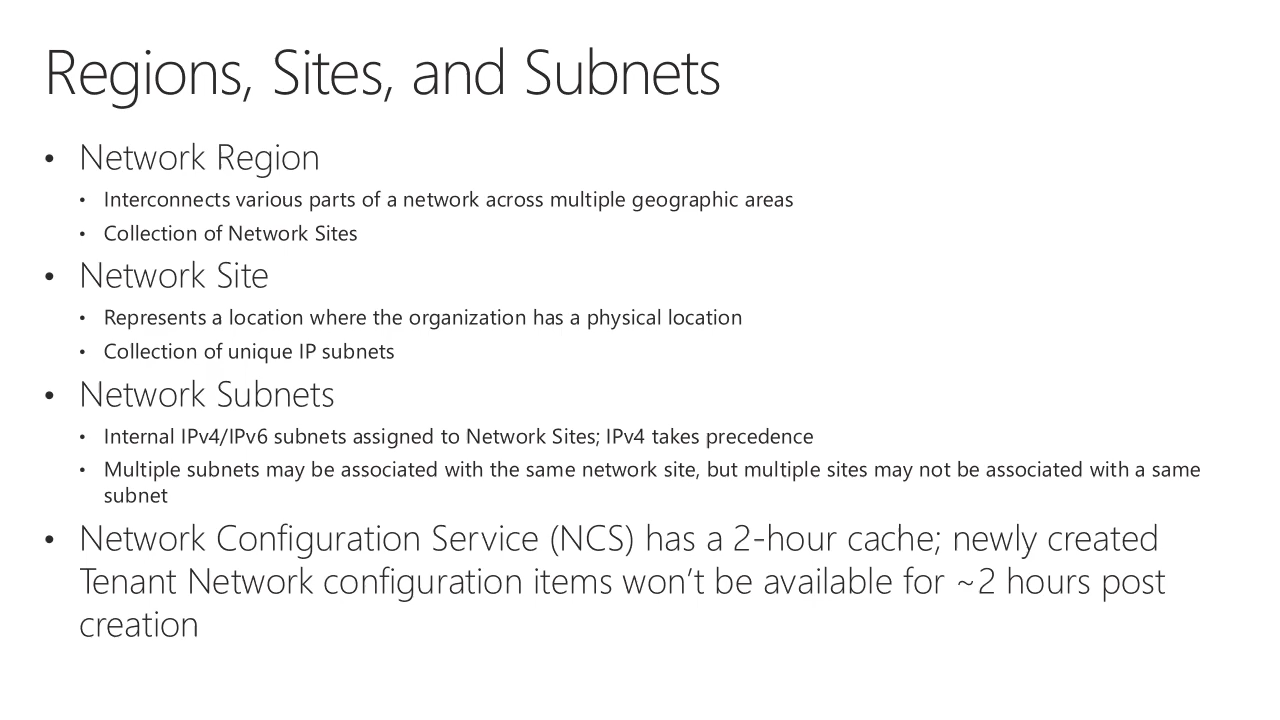 Regions, Sites, and Subnets
• Network Region
• Interconnects various parts of a network across multiple geographic areas
• Collection of Network Sites
• Network Site
• Represents a location where the organization has a physical location
• Collection of unique IP subnets
• Network Subnets
• Internal IPv4/IPv6 subnets assigned to Network Sites; IPv4 takes precedence
• Multiple subnets may be associated with the same network site, but multiple sites may not be associated with a same
subnet
• Network Configuration Service (NCS) has a 2-hour cache; newly created
Tenant Network configuration items won’t be available for ~2 hours post
creation